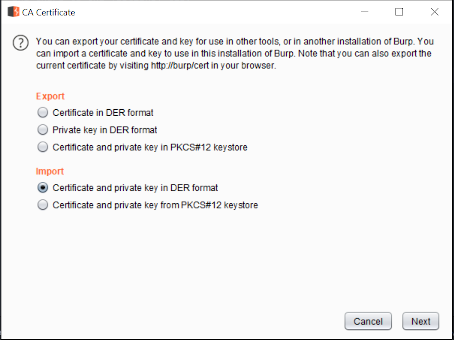 CA Certificate
You can export your certificate and key for use in other tools, or in another installation of Burp. You
can import a certificate and key to use in this installation of Burp. Note that you can also export the
current certificate by visiting http://burp/cert in your browser.
Export
Certificate in DER format
Private key in DER format
Certificate and private key in PKCS#12 keystore
Import
Certificate and private key in DER format
Certificate and private key from PKCS#12 keystore
Cancel
Next